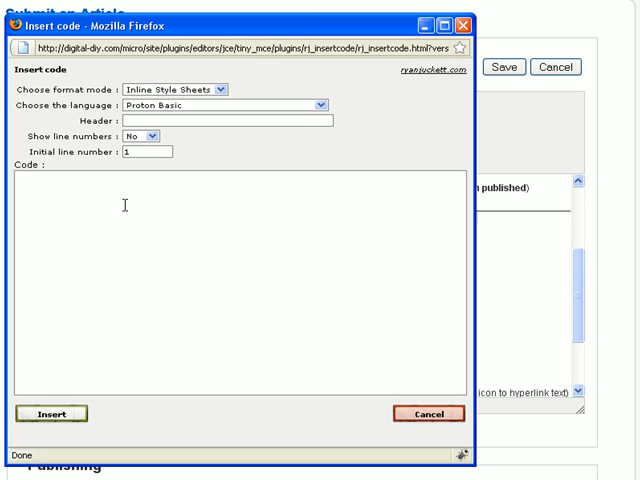 Submit an Article
Insert code - Mozilla Firefox
http://digital-diy.com/micro/site/plugins/editors/jce/tiny_mce/plugins/rj_insertcode/rj_insertcode.html?vers
Insert code
ryanjuckett.com
Save
Cancel
Choose format mode : Inline Style Sheets
Choose the language : Proton Basic
Header :
Show line numbers : No
Initial line number : 1
Code :
published)
icon to hyperlink text)
Insert
Cancel
Done
Publishing